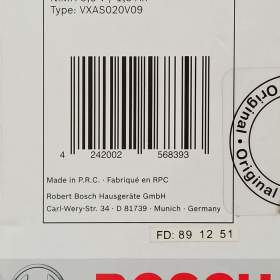 Type: VXAS020V09
4 242002 568393
Made in P.R.C. · Fabriqué en RPC
Robert Bosch Hausgeräte GmbH
Carl-Wery-Str. 34 · D 81739 · Munich · Germany
Original · Original
FD: 89 12 51
BOSCH